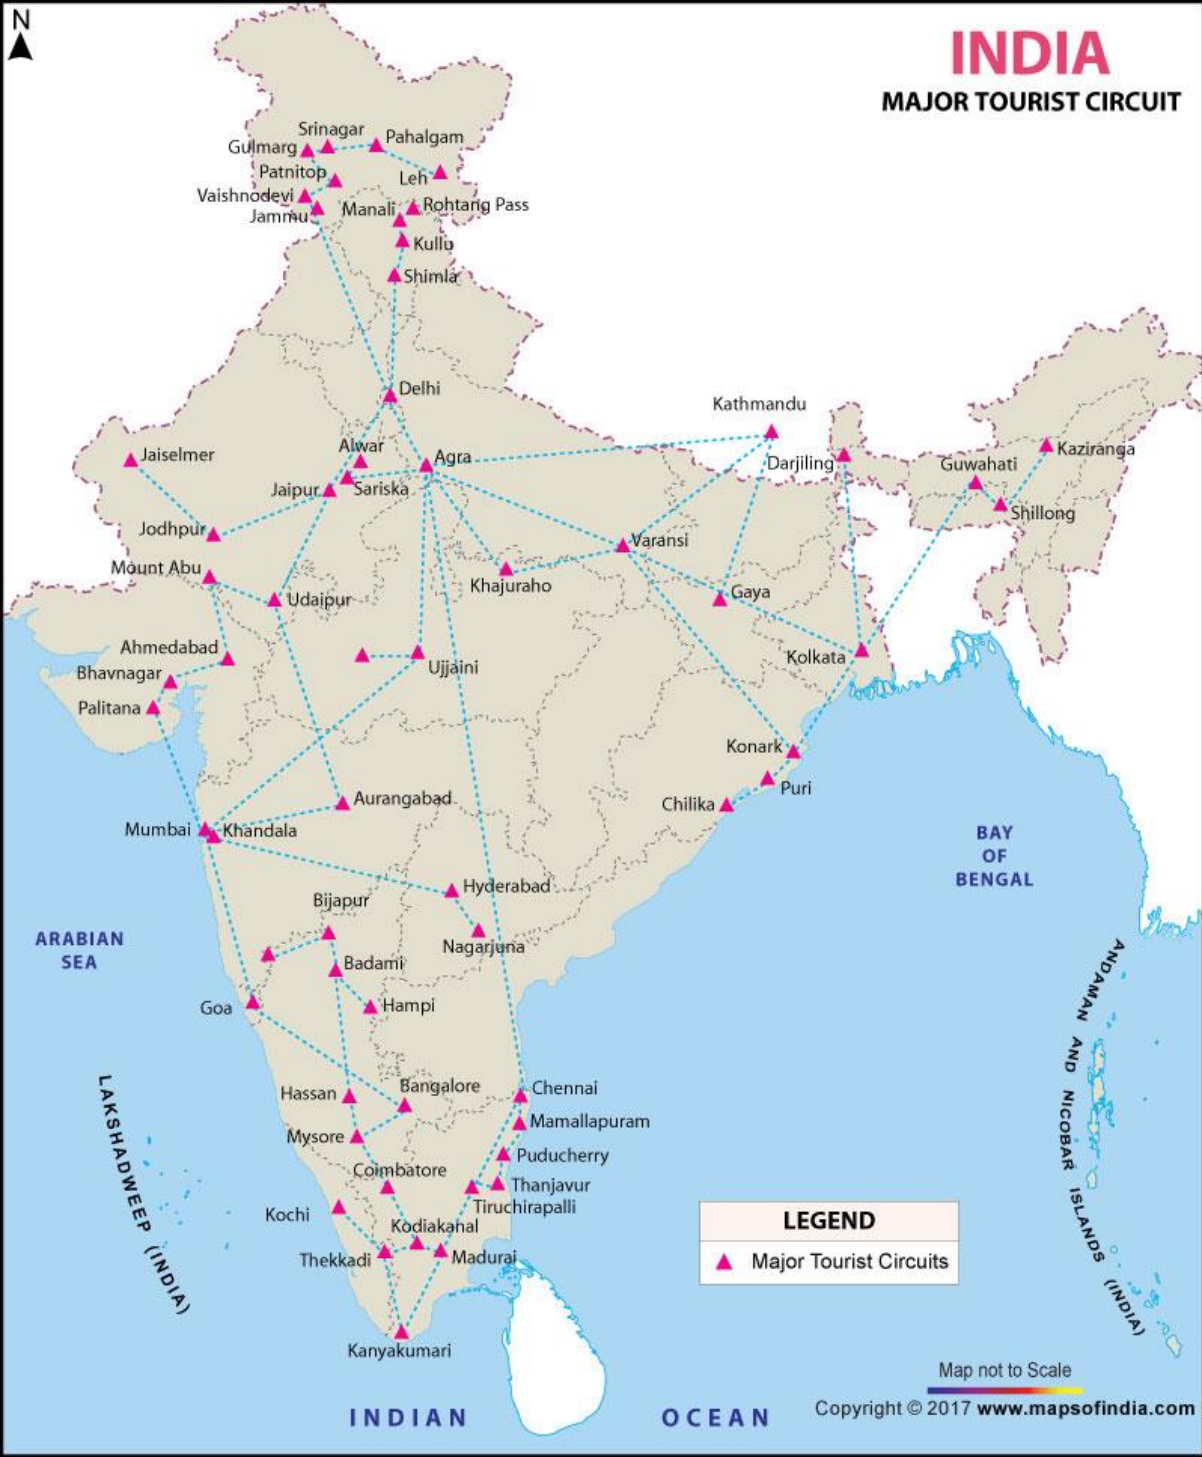 N
INDIA
MAJOR TOURIST CIRCUIT
Srinagar
Pahalgam
Gulmarg
Patnitop
Leh
Vaishnodevi
Jammu
Manali
Rohtang Pass
Kullu
Shimla
Delhi
Kathmandu
Alwar
Agra
Jaiselmer
Darjiling
Guwahati
Kaziranga
Jaipur
Sariska
Shillong
Jodhpur
Varansi
Mount Abu
Khajuraho
Gaya
Udaipur
Ahmedabad
Ujjaini
Kolkata
Bhavnagar
Palitana
Konark
Puri
Aurangabad
Chilika
Mumbai
Khandala
BAY
OF
BENGAL
Hyderabad
Bijapur
ARABIAN
SEA
Nagarjuna
Badami
Goa
Hampi
ANDAMAN AND NICOBAR ISLANDS (INDIA)
LAKSHADWEEP (INDIA)
Hassan
Bangalore
Chennai
Mamallapuram
Mysore
Puducherry
Coimbatore
Thanjavur
Tiruchirapalli
Kochi
Kodiakanal
Thekkadi
Madurai
LEGEND
Major Tourist Circuits
Kanyakumari
Map not to Scale
INDIAN OCEAN
Copyright © 2017 www.mapsofindia.com